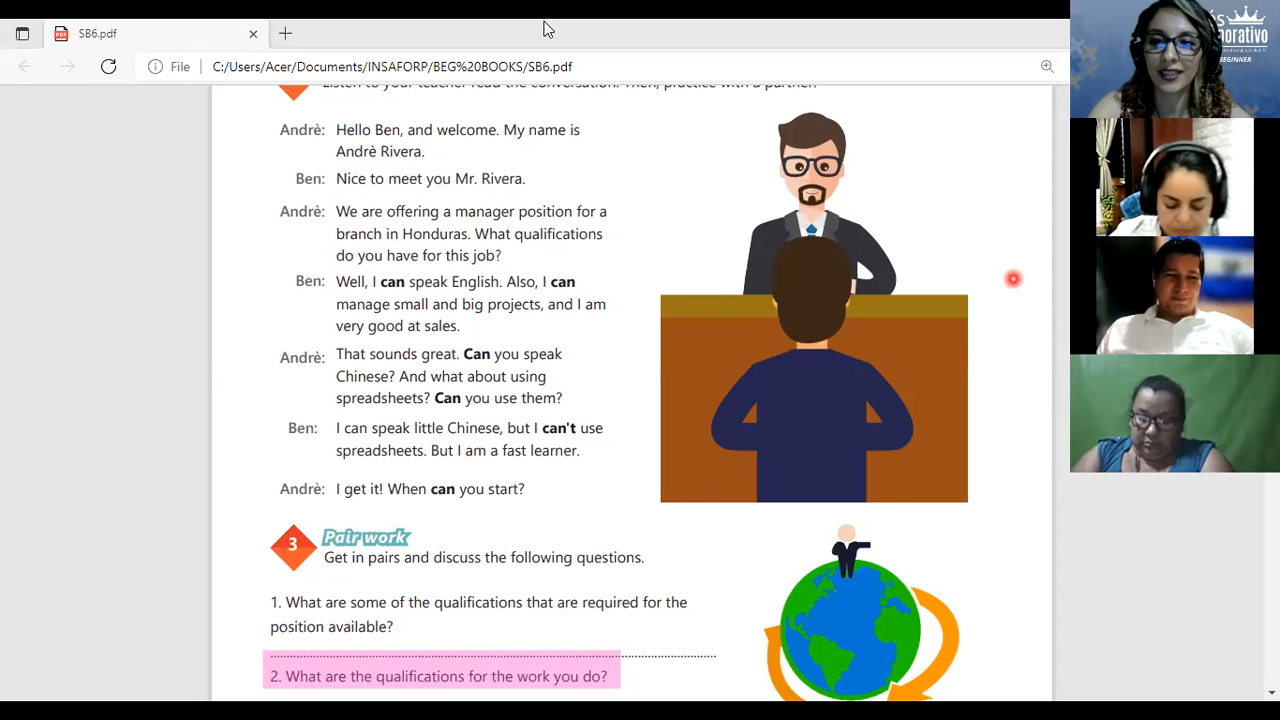 SB6.pdf
File
C:/Users/Acer/Documents/INSAFORP/BEG%20BOOKS/SB6.pdf
BEGINNER
Listen to your teacher read the conversation. Then, practice with a partner.
Andrè: Hello Ben, and welcome. My name is
Andrè Rivera.
Ben: Nice to meet you Mr. Rivera.
Andrè: We are offering a manager position for a
branch in Honduras. What qualifications
do you have for this job?
Ben: Well, I can speak English. Also, I can
manage small and big projects, and I am
very good at sales.
Andrè: That sounds great. Can you speak
Chinese? And what about using
spreadsheets? Can you use them?
Ben: I can speak little Chinese, but I can't use
spreadsheets. But I am a fast learner.
Andrè: I get it! When can you start?
3 Pair work
Get in pairs and discuss the following questions.
1. What are some of the qualifications that are required for the
position available?
2. What are the qualifications for the work you do?